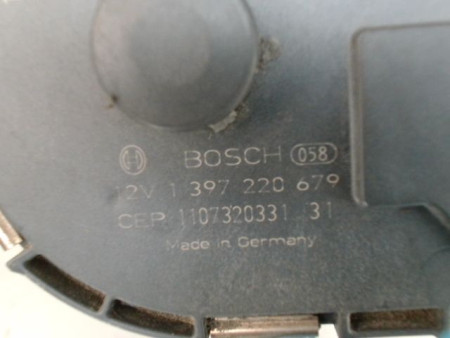 BOSCH 058
12V 1 397 220 679
CEP. 1107320331 31
Made in Germany